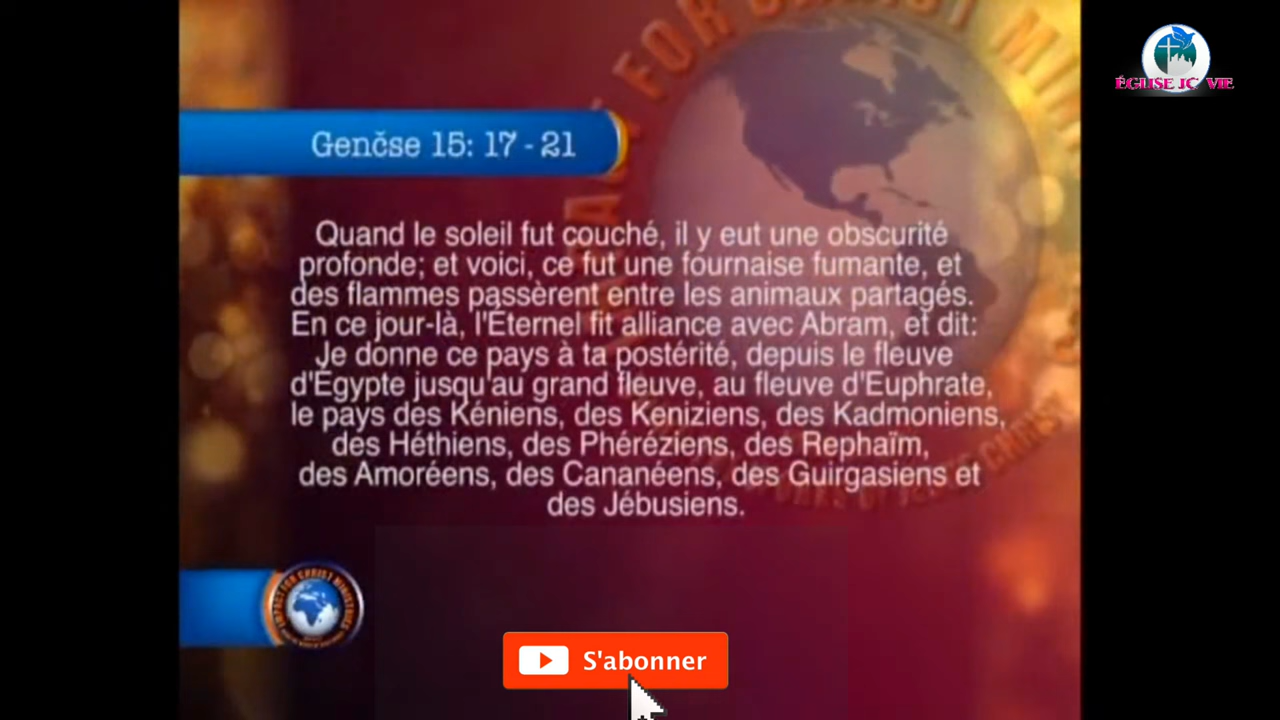 ÉGLISE JC VIE
Genčse 15: 17 - 21
Quand le soleil fut couché, il y eut une obscurité
profonde; et voici, ce fut une fournaise fumante, et
des flammes passèrent entre les animaux partagés.
En ce jour-là, l'Éternel fit alliance avec Abram, et dit:
Je donne ce pays à ta postérité, depuis le fleuve
d'Égypte jusqu'au grand fleuve, au fleuve d'Euphrate,
le pays des Kéniens, des Keniziens, des Kadmoniens,
des Héthiens, des Phéréziens, des Rephaïm,
des Amoréens, des Cananéens, des Guirgasiens et
des Jébusiens.
IMPACT FOR CHRIST MINISTRIES
S'abonner